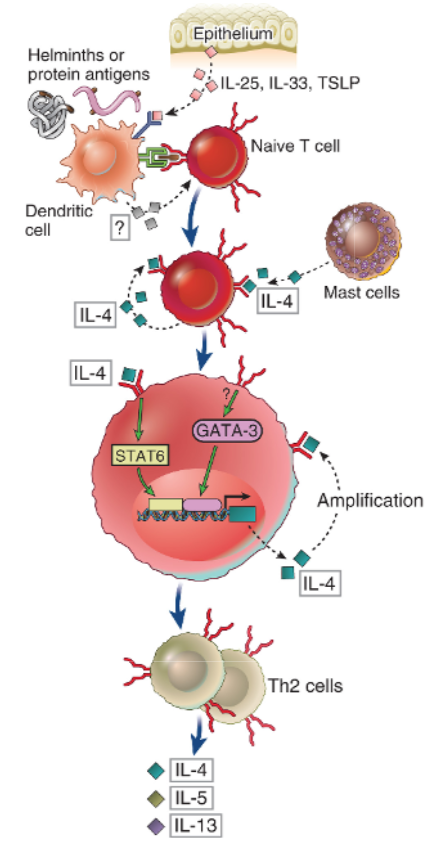 Epithelium
Helminths or
protein antigens
IL-25, IL-33, TSLP
Naive T cell
Dendritic
cell
?
Mast cells
IL-4
IL-4
IL-4
?
GATA-3
STAT6
Amplification
IL-4
Th2 cells
IL-4
IL-5
IL-13